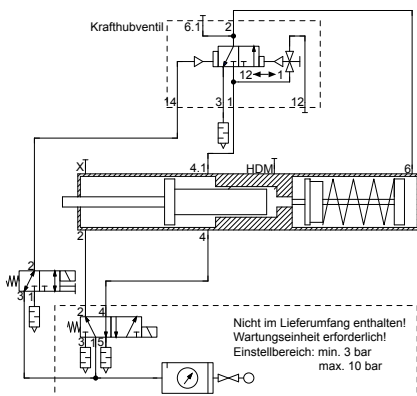 Krafthubventil
6.1
2
12
1
14
3
1
12
X
4.1
HDM
6
2
4
2
3
1
2
4
3
1
5
Nicht im Lieferumfang enthalten!
Wartungseinheit erforderlich!
Einstellbereich: min. 3 bar
max. 10 bar